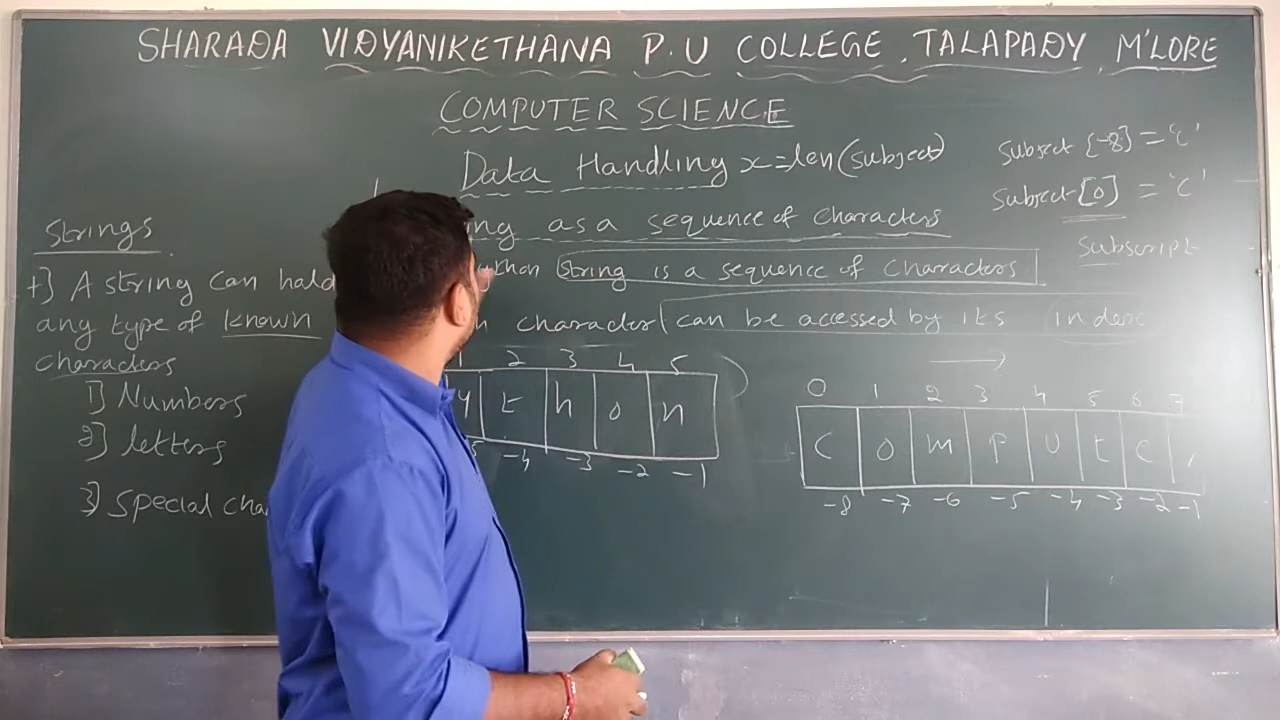 SHARADA VIDYANIKETHANA P.U COLLEGE, TALAPADY, M'LORE
COMPUTER SCIENCE
Data Handling x=len(subject)
Subject [-8] = 'C'
Subject [0] = 'C'
Subscript
as a sequence of characters
string is a sequence of characters
character can be accessed by its index
Strings
+] A string can hold
any type of known
characters
1] Numbers
2] letters
3] Special
1 2 3 4 5
y t h o n
-4 -3 -2 -1
0 1 2 3 4 5 6 7
C o m p u t e
-8 -7 -6 -5 -4 -3 -2 -1